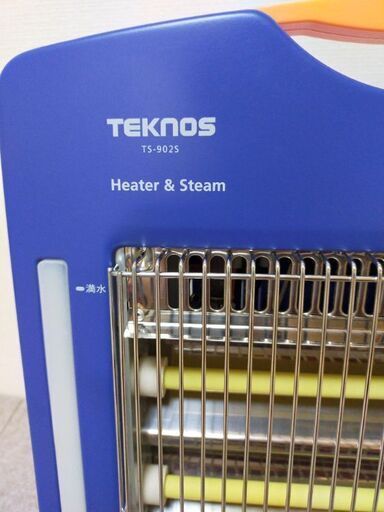 TEKNOS
TS-902S
Heater & Steam
満水